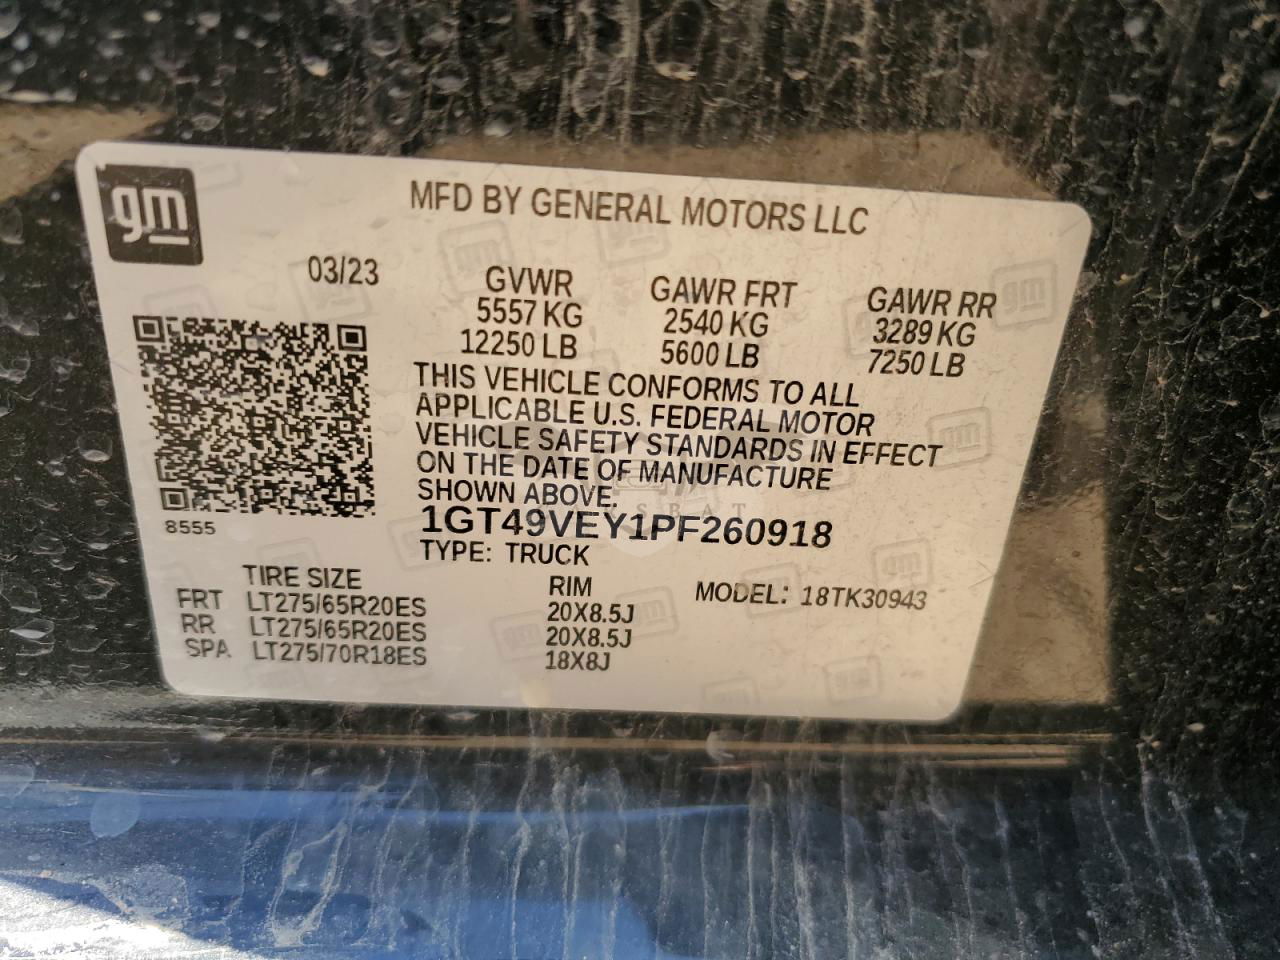 gm
MFD BY GENERAL MOTORS LLC
03/23
GVWR
5557 KG
12250 LB
GAWR FRT
2540 KG
5600 LB
GAWR RR
3289 KG
7250 LB
THIS VEHICLE CONFORMS TO ALL
APPLICABLE U.S. FEDERAL MOTOR
VEHICLE SAFETY STANDARDS IN EFFECT
ON THE DATE OF MANUFACTURE
SHOWN ABOVE.
1GT49VEY1PF260918
TYPE: TRUCK
8555
TIRE SIZE
RIM
MODEL: 18TK30943
FRT LT275/65R20ES 20X8.5J
RR LT275/65R20ES 20X8.5J
SPA LT275/70R18ES 18X8J